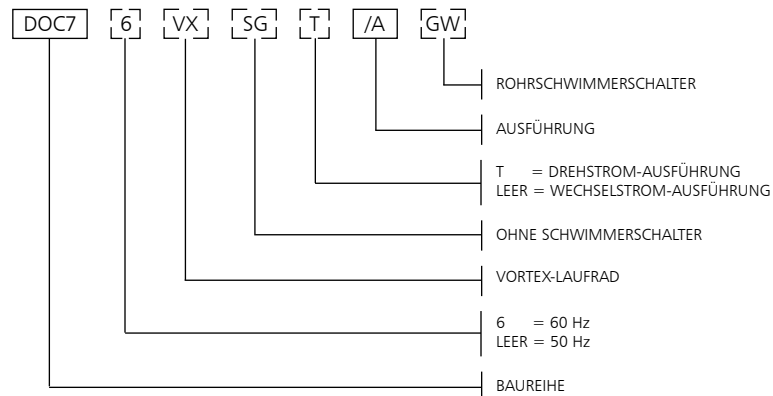 DOC7 6 VX SG T /A GW
ROHRSCHWIMMERSCHALTER
AUSFÜHRUNG
T = DREHSTROM-AUSFÜHRUNG
LEER = WECHSELSTROM-AUSFÜHRUNG
OHNE SCHWIMMERSCHALTER
VORTEX-LAUFRAD
6 = 60 Hz
LEER = 50 Hz
BAUREIHE